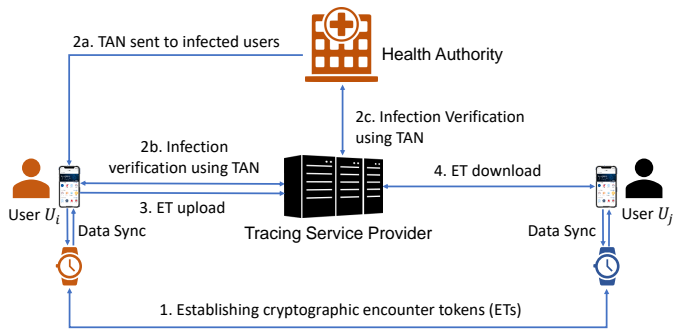 2a. TAN sent to infected users
Health Authority
2c. Infection Verification
using TAN
2b. Infection
verification using TAN
4. ET download
3. ET upload
User U_i
User U_j
Data Sync
Tracing Service Provider
Data Sync
1. Establishing cryptographic encounter tokens (ETs)